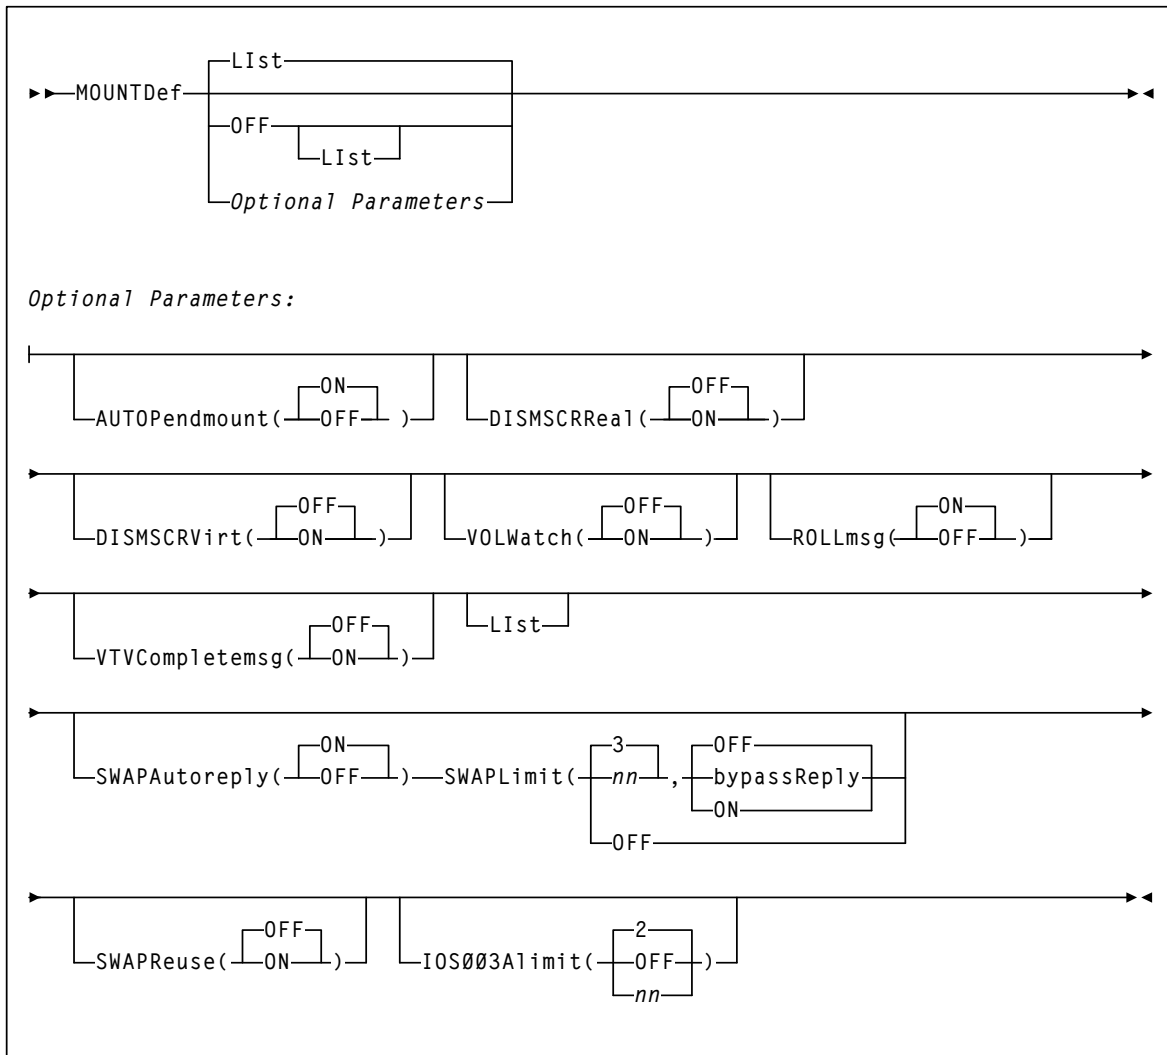 LIst
MOUNTDef
OFF
LIst
Optional Parameters
Optional Parameters:
ON OFF
AUTOPendmount( OFF ) DISMSCRReal( ON )
OFF OFF ON
DISMSCRVirt( ON ) VOLWatch( ON ) ROLLmsg( OFF )
OFF LIst
VTVCompletemsg( ON )
ON 3 OFF
SWAPAutoreply( OFF ) SWAPLimit( nn , bypassReply
ON
OFF
OFF 2
SWAPReuse( ON ) IOSØØ3Alimit( OFF )
nn